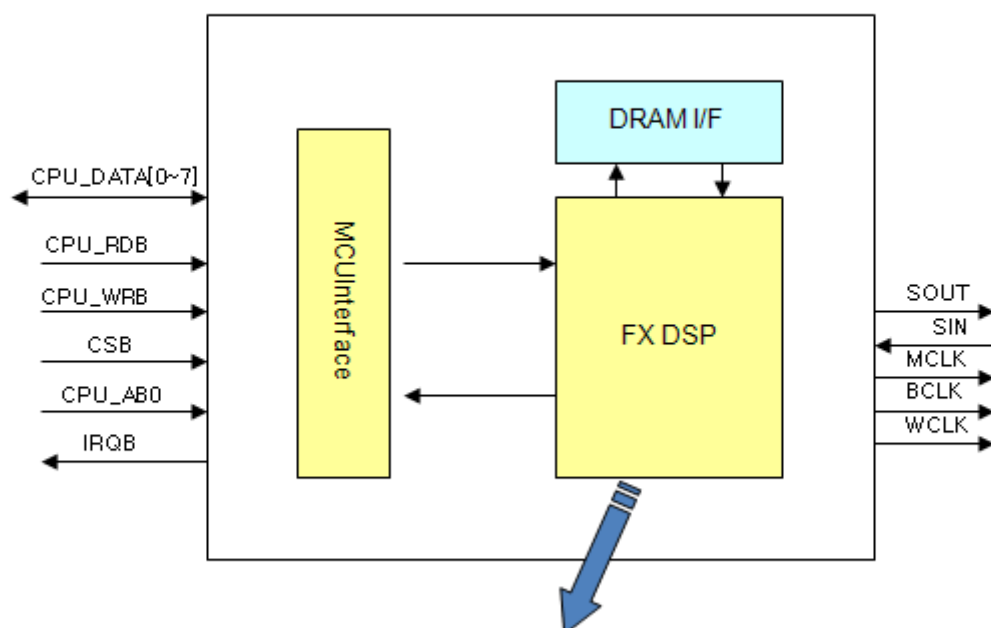 DRAM I/F
CPU_DATA[0~7]
MCUInterface
CPU_RDB
CPU_WRB
CSB
CPU_AB0
IRQB
FX DSP
SOUT
SIN
MCLK
BCLK
WCLK